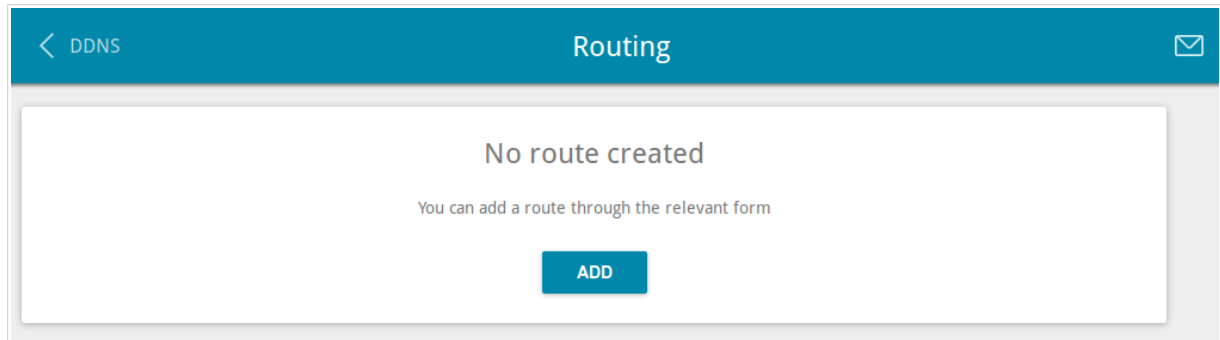 DDNS
Routing
No route created
You can add a route through the relevant form
ADD